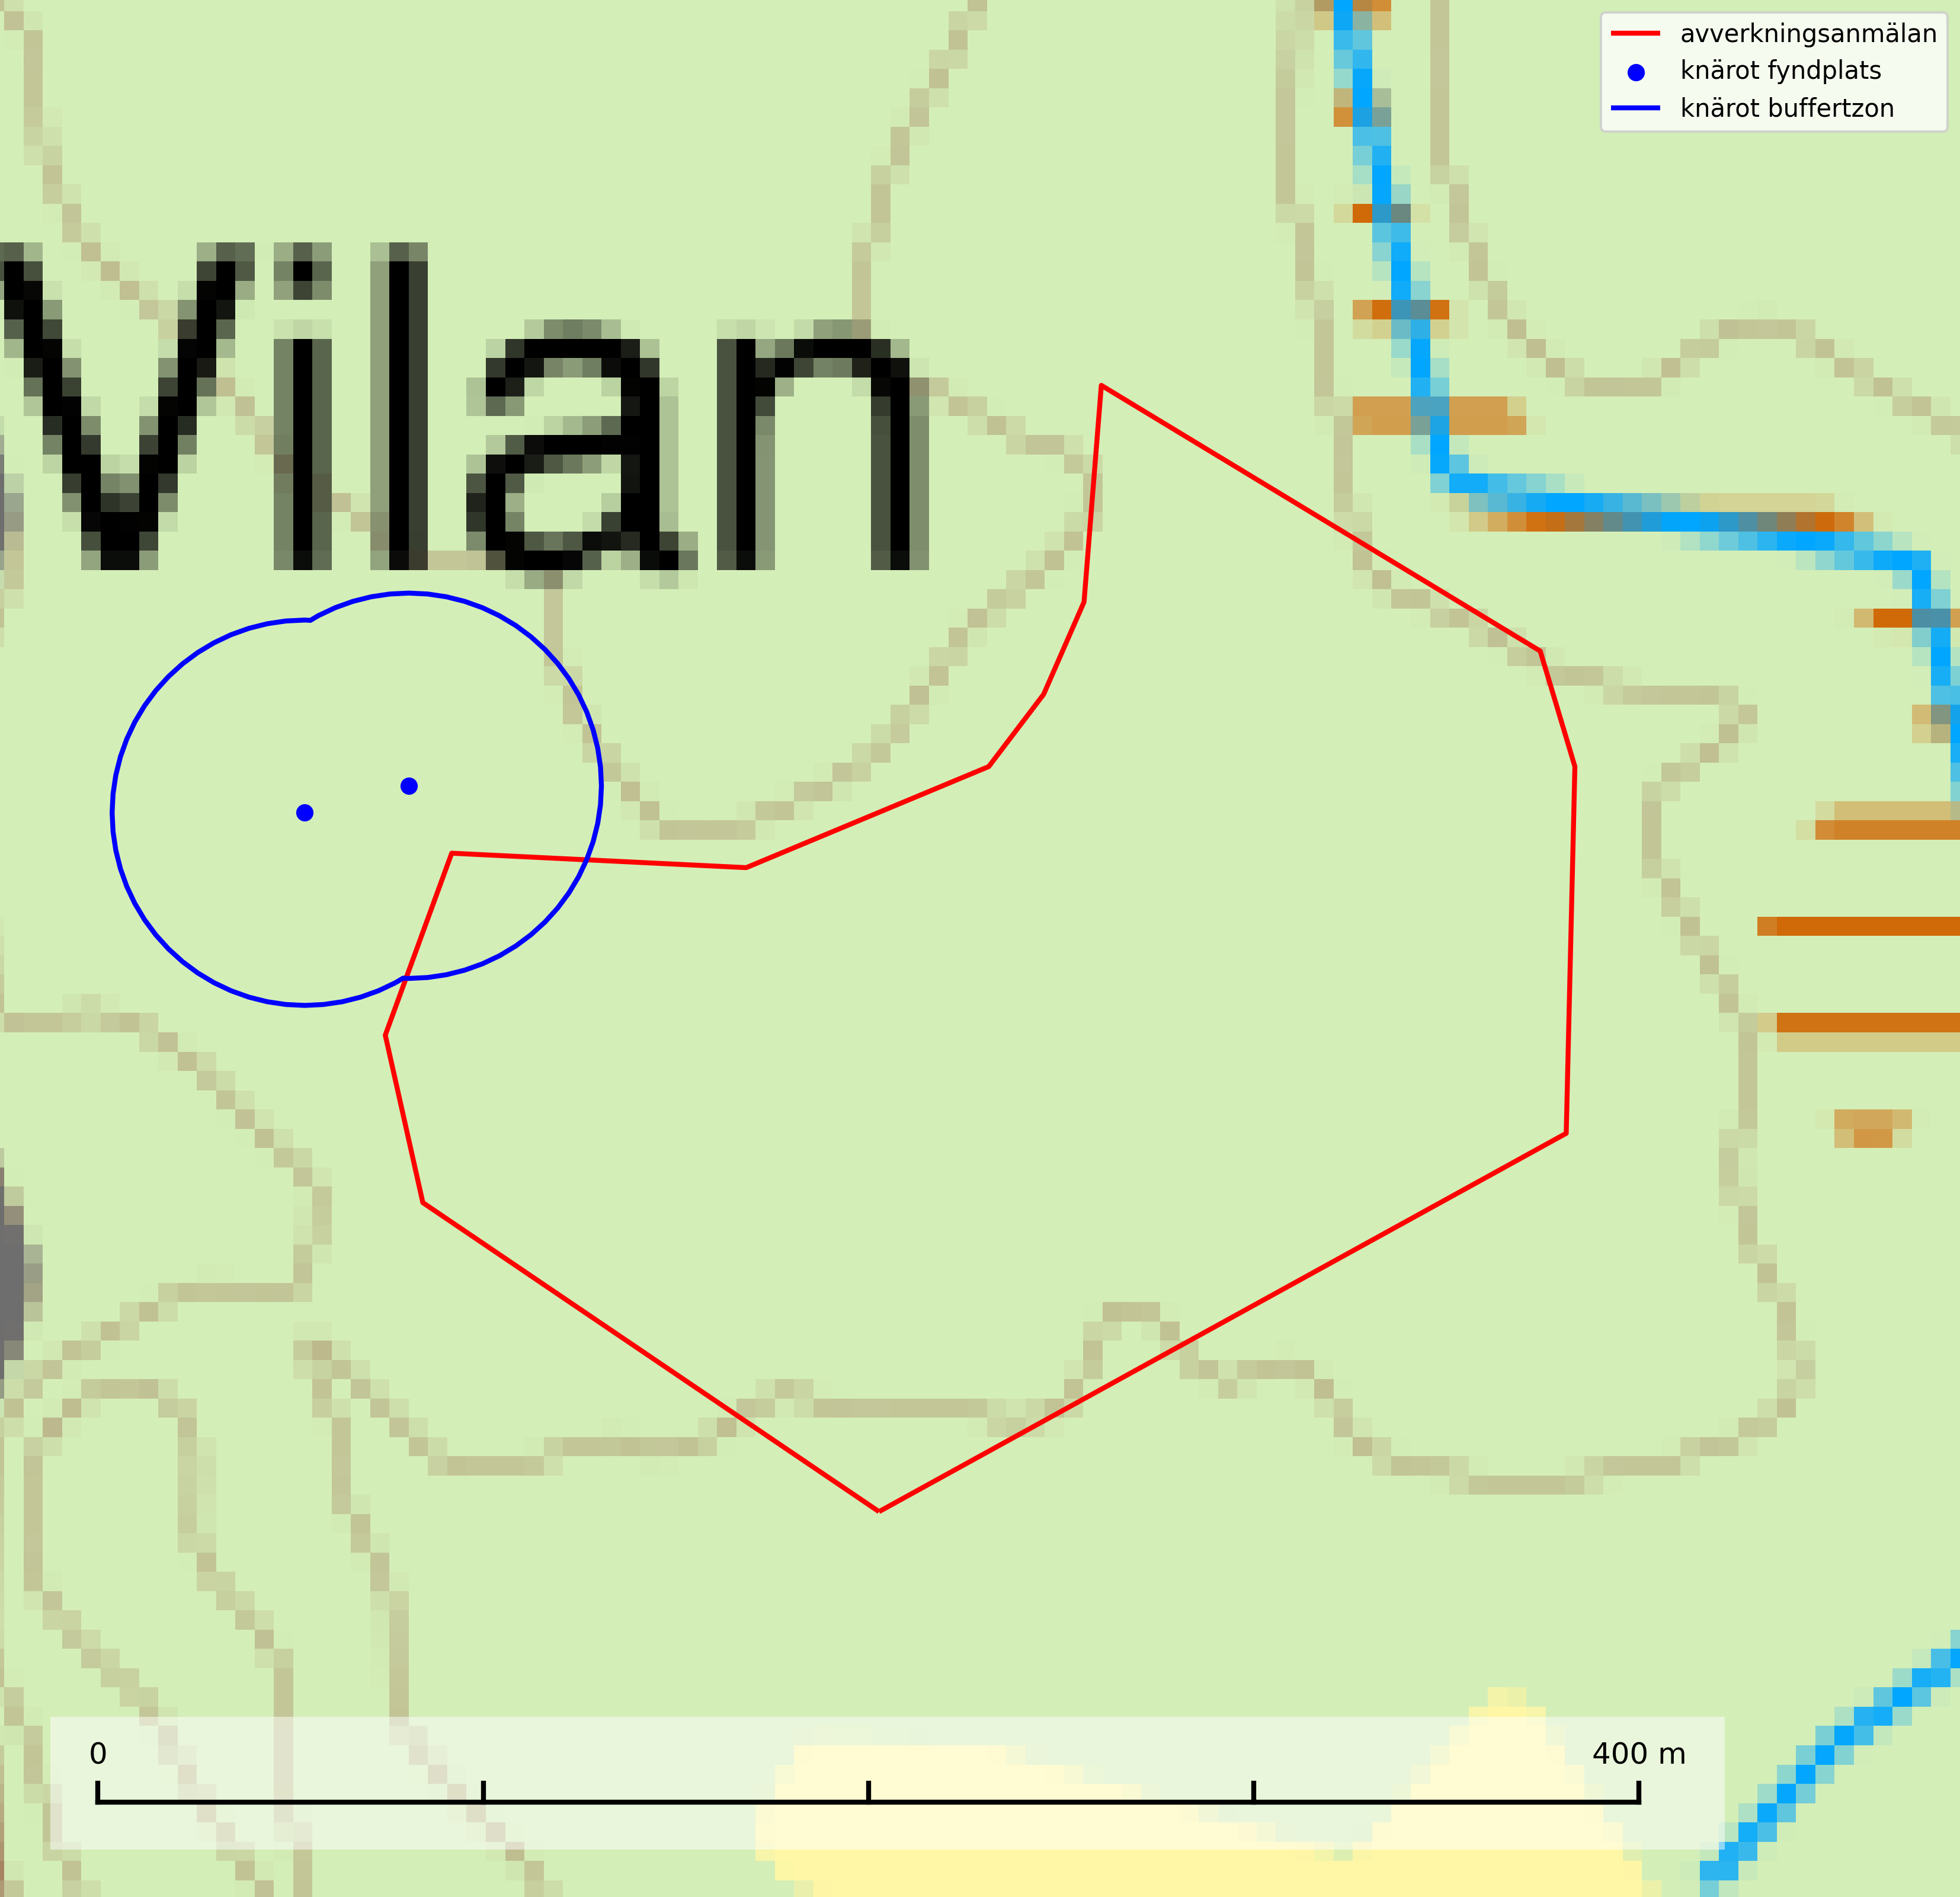 avverkningsanmälan
knärot fyndplats
knärot buffertzon
Vilan
0 400 m